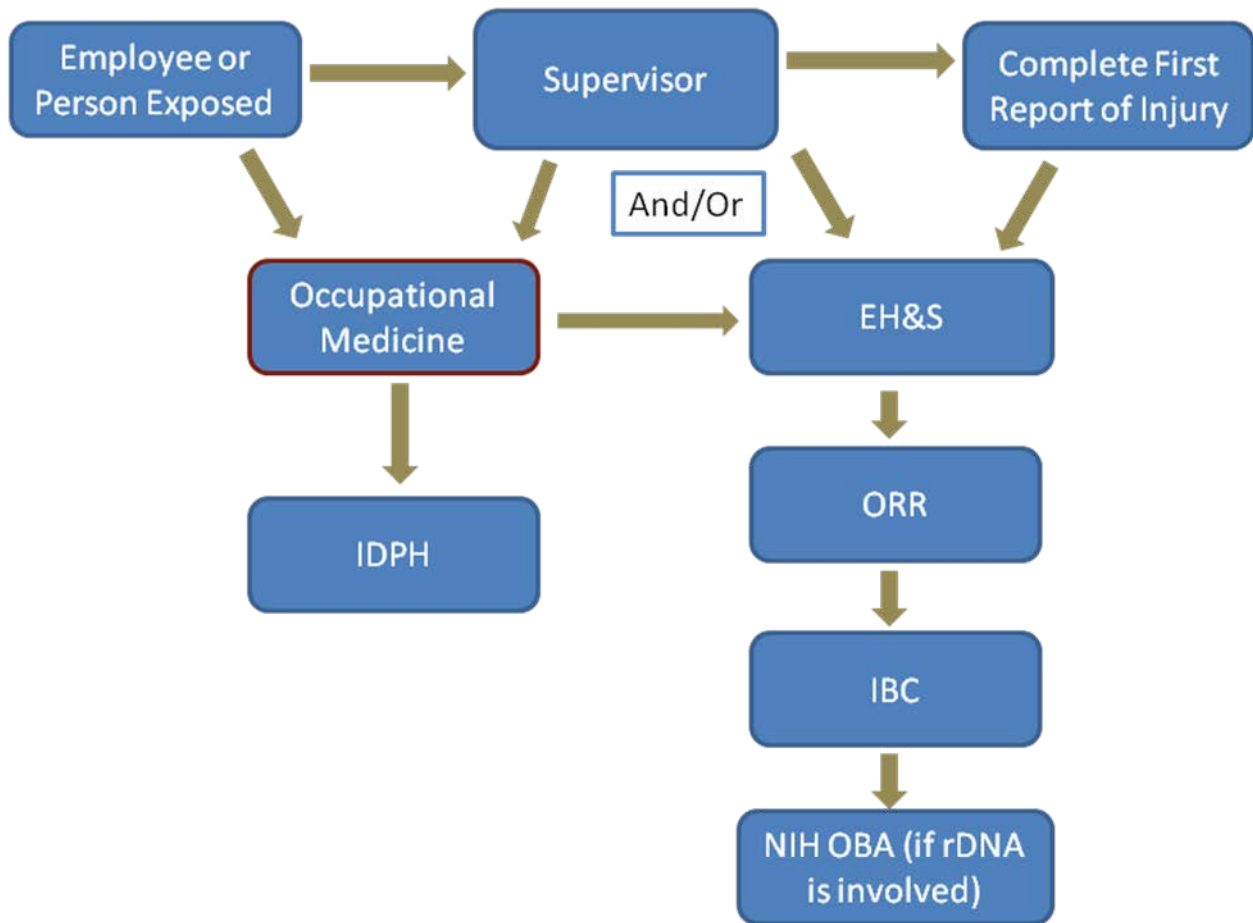 Employee or
Person Exposed
Supervisor
Complete First
Report of Injury
And/Or
Occupational
Medicine
EH&S
IDPH
ORR
IBC
NIH OBA (if rDNA
is involved)